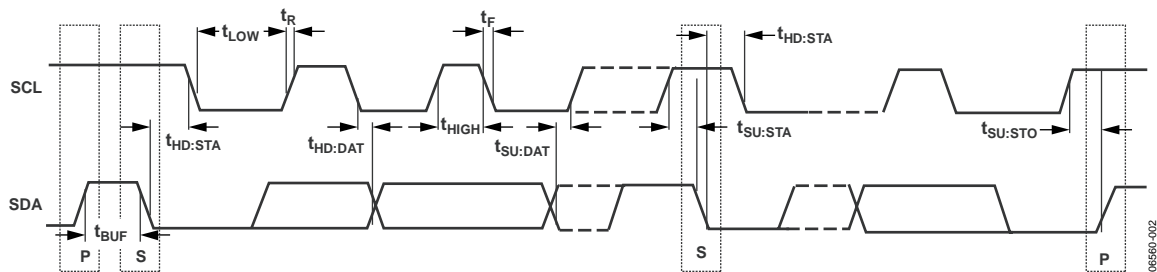 tR
tF
tLOW
tHD:STA
SCL
tHD:STA
tHD:DAT
tHIGH
tSU:DAT
tSU:STA
tSU:STO
SDA
tBUF
P
S
S
P
06560-002